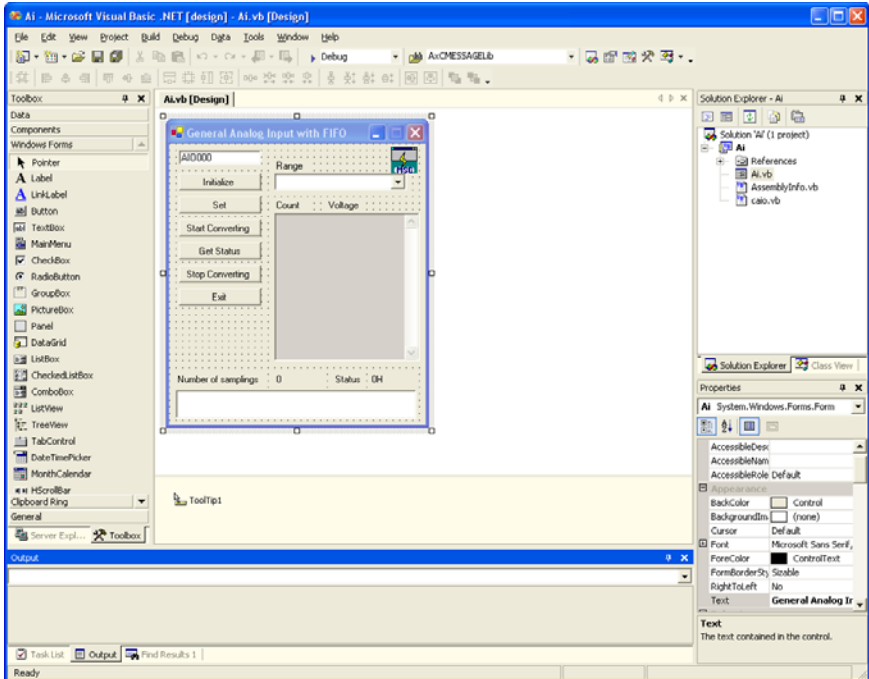 Ai - Microsoft Visual Basic .NET [design] - Ai.vb [Design]
File Edit View Project Build Debug Data Tools Window Help
Debug
AxCMESSAGELib
Toolbox
Data
Components
Windows Forms
Pointer
Label
LinkLabel
Button
TextBox
MainMenu
CheckBox
RadioButton
GroupBox
PictureBox
Panel
DataGrid
ListBox
CheckedListBox
ComboBox
ListView
TreeView
TabControl
DateTimePicker
MonthCalendar
HScrollBar
Clipboard Ring
General
Server Expl... Toolbox
Ai.vb [Design]
General Analog Input with FIFO
AIO000
Range
Initialize
Set
Count Voltage
Start Converting
Get Status
Stop Converting
Exit
Number of samplings 0 Status 0H
ToolTip1
Solution Explorer - Ai
Solution 'Ai' (1 project)
Ai
References
Ai.vb
AssemblyInfo.vb
caio.vb
Solution Explorer Class View
Properties
Ai System.Windows.Forms.Form
AccessibleDesc
AccessibleNam
AccessibleRole Default
Appearance
BackColor Control
BackgroundIm (none)
Cursor Default
Font Microsoft Sans Serif,
ForeColor ControlText
FormBorderSty Sizable
RightToLeft No
Text General Analog Ir
Text
The text contained in the control.
Output
Task List Output Find Results 1
Ready